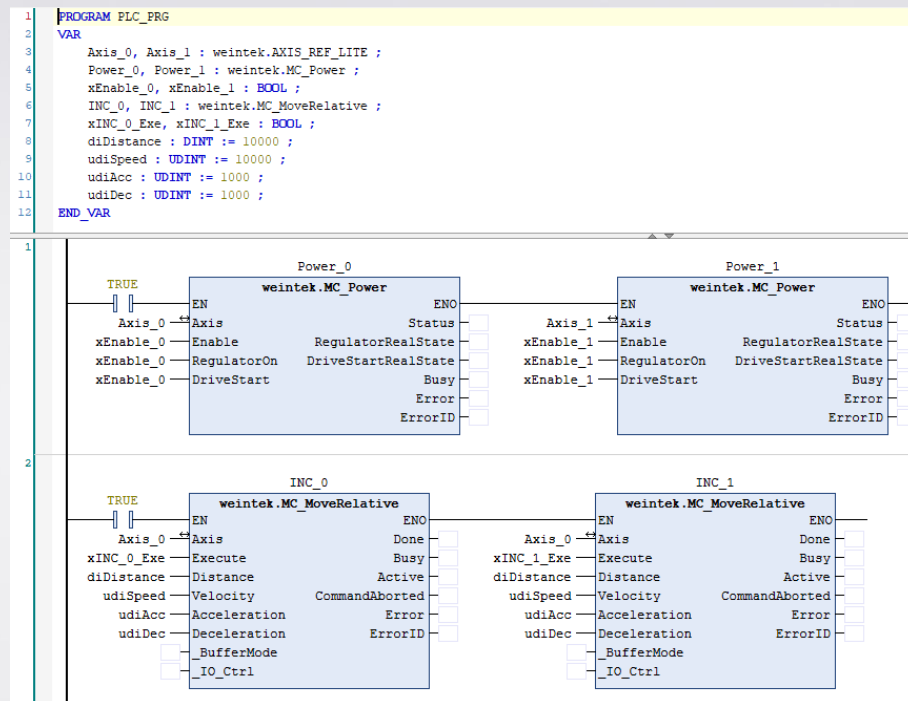 1 PROGRAM PLC_PRG
2 VAR
3 Axis_0, Axis_1 : weintek.AXIS_REF_LITE ;
4 Power_0, Power_1 : weintek.MC_Power ;
5 xEnable_0, xEnable_1 : BOOL ;
6 INC_0, INC_1 : weintek.MC_MoveRelative ;
7 xINC_0_Exe, xINC_1_Exe : BOOL ;
8 diDistance : DINT := 10000 ;
9 udiSpeed : UDINT := 10000 ;
10 udiAcc : UDINT := 1000 ;
11 udiDec : UDINT := 1000 ;
12 END_VAR
1
Power_0 Power_1
TRUE weintek.MC_Power weintek.MC_Power
EN ENO EN ENO
Axis_0 Axis Status Axis_1 Axis Status
xEnable_0 Enable RegulatorRealState xEnable_1 Enable RegulatorRealState
xEnable_0 RegulatorOn DriveStartRealState xEnable_1 RegulatorOn DriveStartRealState
xEnable_0 DriveStart Busy xEnable_1 DriveStart Busy
Error Error
ErrorID ErrorID
2
INC_0 INC_1
TRUE weintek.MC_MoveRelative weintek.MC_MoveRelative
EN ENO EN ENO
Axis_0 Axis Done Axis_0 Axis Done
xINC_0_Exe Execute Busy xINC_1_Exe Execute Busy
diDistance Distance Active diDistance Distance Active
udiSpeed Velocity CommandAborted udiSpeed Velocity CommandAborted
udiAcc Acceleration Error udiAcc Acceleration Error
udiDec Deceleration ErrorID udiDec Deceleration ErrorID
_BufferMode _BufferMode
_IO_Ctrl _IO_Ctrl